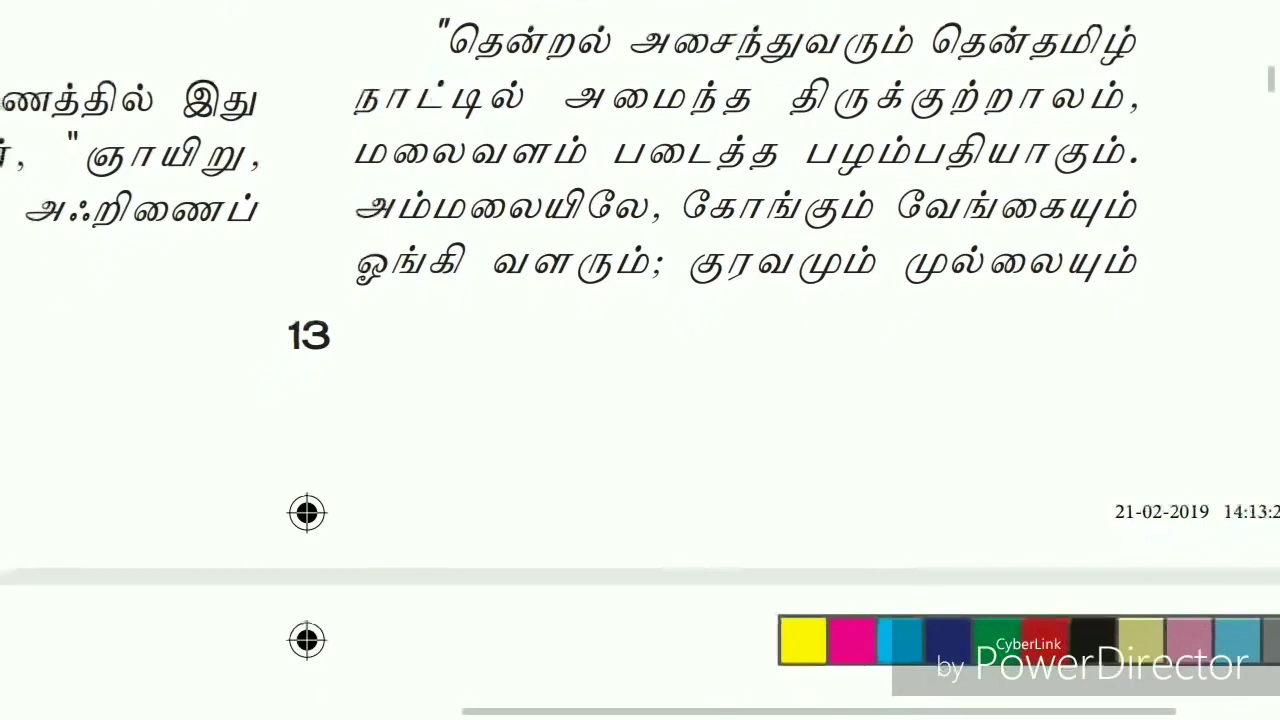 ணத்தில் இது
"ஞாயிறு,
அஃறிணைப்
"தென்றல் அசைந்துவரும் தென்தமிழ்
நாட்டில் அமைந்த திருக்குற்றாலம்,
மலைவளம் படைத்த பழம்பதியாகும்.
அம்மலையிலே, கோங்கும் வேங்கையும்
ஓங்கி வளரும்; குரவமும் முல்லையும்
13
21-02-2019 14:13:2
CyberLink
by PowerDirector